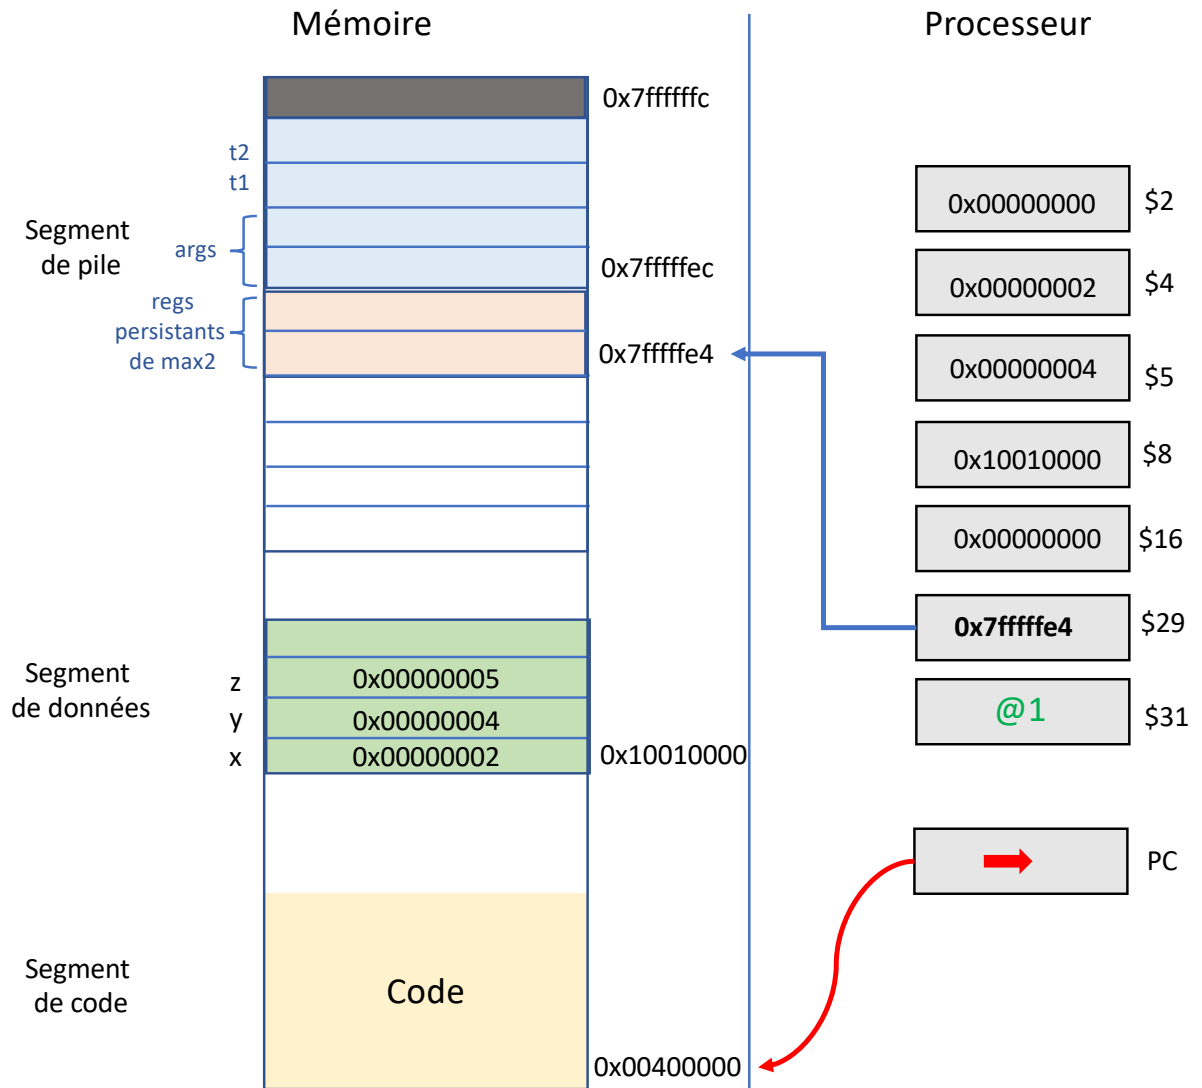 Mémoire
Processeur
0x7ffffffc
t2
t1
Segment
de pile
args
0x7fffffec
regs
persistants
de max2
0x7fffffe4
0x00000000
$2
0x00000002
$4
0x00000004
$5
0x10010000
$8
0x00000000
$16
0x7fffffe4
$29
@1
$31
Segment
de données
z
0x00000005
y
0x00000004
x
0x00000002
0x10010000
PC
Segment
de code
Code
0x00400000